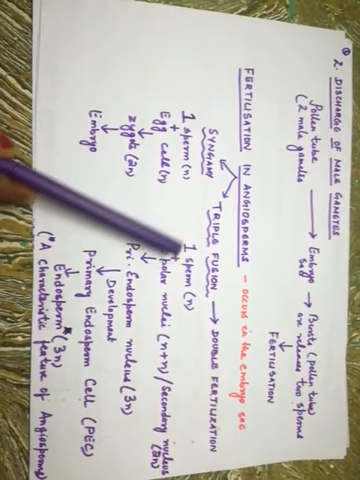 ①
2. DISCHARGE OF MALE GAMETES
Pollen tube → Embryo sac → Bursts (pollen tube)
(2 male gametes are releases two sperms
↓
FERTILISATION
FERTILISATION IN ANGIOSPERMS - occurs in the embryo sac
SYNGAMY TRIPLE FUSION → DOUBLE FERTILIZATION
1 sperm (n) 1 sperm (n)
+ +
Egg cell (n) polar nuclei (n+n) / Secondary nucleus (2n)
↓ ↓
zygote (2n) Pri. Endosperm nucleus (3n)
↓ ↓ Development
Embryo Primary Endosperm Cell (PEC)
↓
Endosperm* (3n)
(*A characteristic feature of Angiosperms)